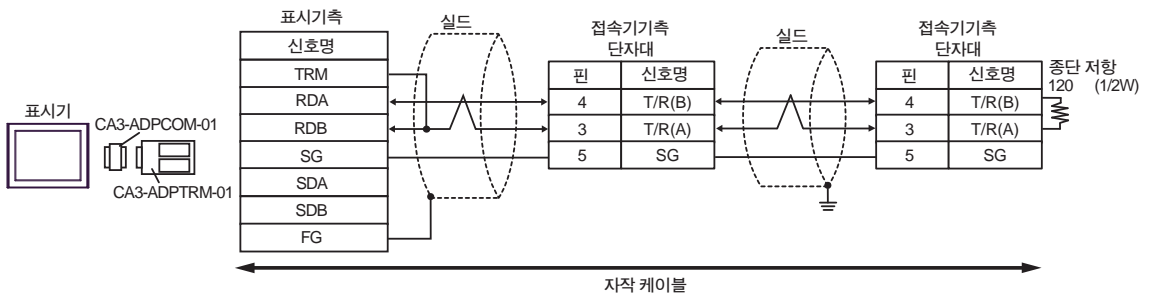 표시기
CA3-ADPCOM-01
CA3-ADPTRM-01
표시기측
신호명
TRM
RDA
RDB
SG
SDA
SDB
FG
실드
접속기기측
단자대
핀 신호명
4 T/R(B)
3 T/R(A)
5 SG
실드
접속기기측
단자대
핀 신호명
4 T/R(B)
3 T/R(A)
5 SG
종단 저항
120 (1/2W)
자작 케이블